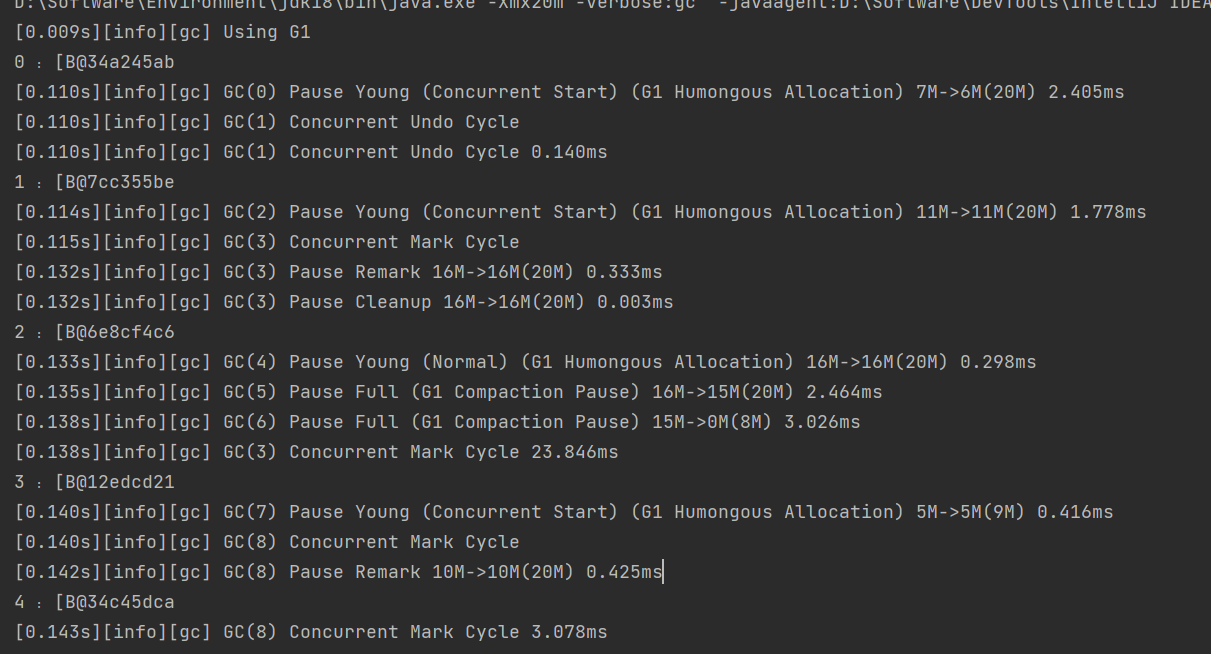 D:\Software\Environment\jdk18\bin\java.exe -Xmx20m -verbose:gc -javaagent:D:\Software\DevTools\IntelliJ IDEA
[0.009s][info][gc] Using G1
0 : [B@34a245ab
[0.110s][info][gc] GC(0) Pause Young (Concurrent Start) (G1 Humongous Allocation) 7M->6M(20M) 2.405ms
[0.110s][info][gc] GC(1) Concurrent Undo Cycle
[0.110s][info][gc] GC(1) Concurrent Undo Cycle 0.140ms
1 : [B@7cc355be
[0.114s][info][gc] GC(2) Pause Young (Concurrent Start) (G1 Humongous Allocation) 11M->11M(20M) 1.778ms
[0.115s][info][gc] GC(3) Concurrent Mark Cycle
[0.132s][info][gc] GC(3) Pause Remark 16M->16M(20M) 0.333ms
[0.132s][info][gc] GC(3) Pause Cleanup 16M->16M(20M) 0.003ms
2 : [B@6e8cf4c6
[0.133s][info][gc] GC(4) Pause Young (Normal) (G1 Humongous Allocation) 16M->16M(20M) 0.298ms
[0.135s][info][gc] GC(5) Pause Full (G1 Compaction Pause) 16M->15M(20M) 2.464ms
[0.138s][info][gc] GC(6) Pause Full (G1 Compaction Pause) 15M->0M(8M) 3.026ms
[0.138s][info][gc] GC(3) Concurrent Mark Cycle 23.846ms
3 : [B@12edcd21
[0.140s][info][gc] GC(7) Pause Young (Concurrent Start) (G1 Humongous Allocation) 5M->5M(9M) 0.416ms
[0.140s][info][gc] GC(8) Concurrent Mark Cycle
[0.142s][info][gc] GC(8) Pause Remark 10M->10M(20M) 0.425ms
4 : [B@34c45dca
[0.143s][info][gc] GC(8) Concurrent Mark Cycle 3.078ms